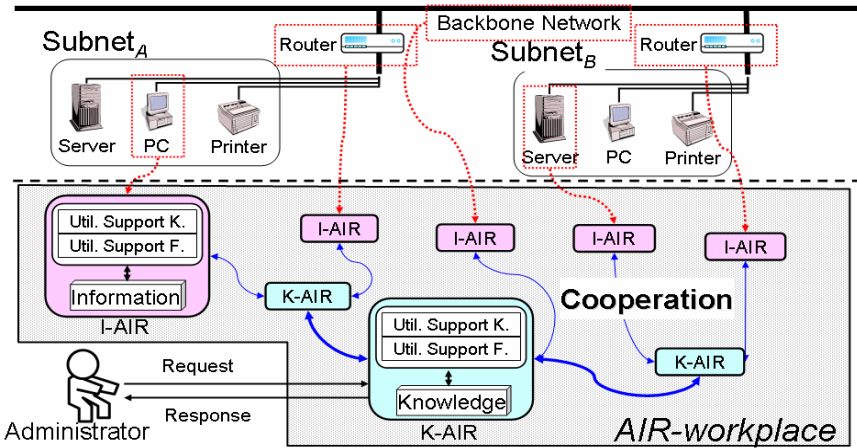 Backbone Network
Subnet_A
Router
Subnet_B
Router
Server
PC
Printer
Server
PC
Printer
Util. Support K.
Util. Support F.
Information
I-AIR
I-AIR
I-AIR
I-AIR
I-AIR
K-AIR
Cooperation
Util. Support K.
Util. Support F.
Knowledge
K-AIR
K-AIR
Request
Response
Administrator
AIR-workplace